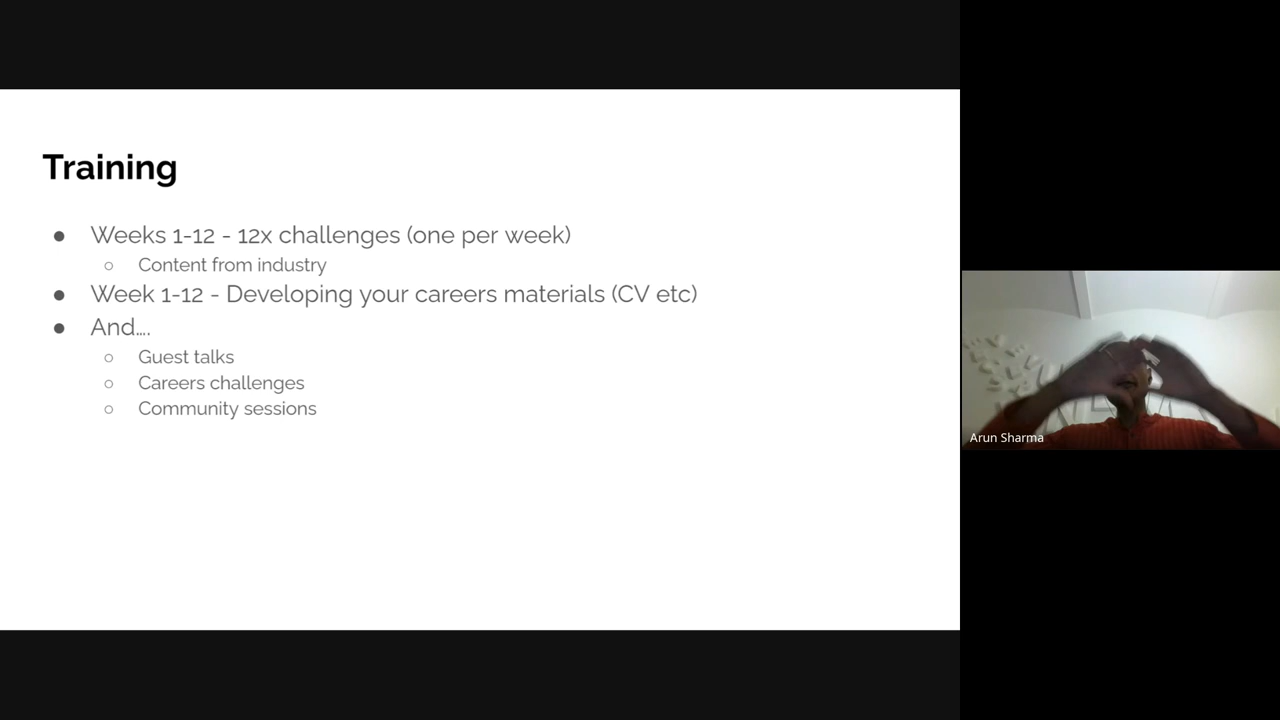 Training
● Weeks 1-12 - 12x challenges (one per week)
○ Content from industry
● Week 1-12 - Developing your careers materials (CV etc)
● And....
○ Guest talks
○ Careers challenges
○ Community sessions
Arun Sharma